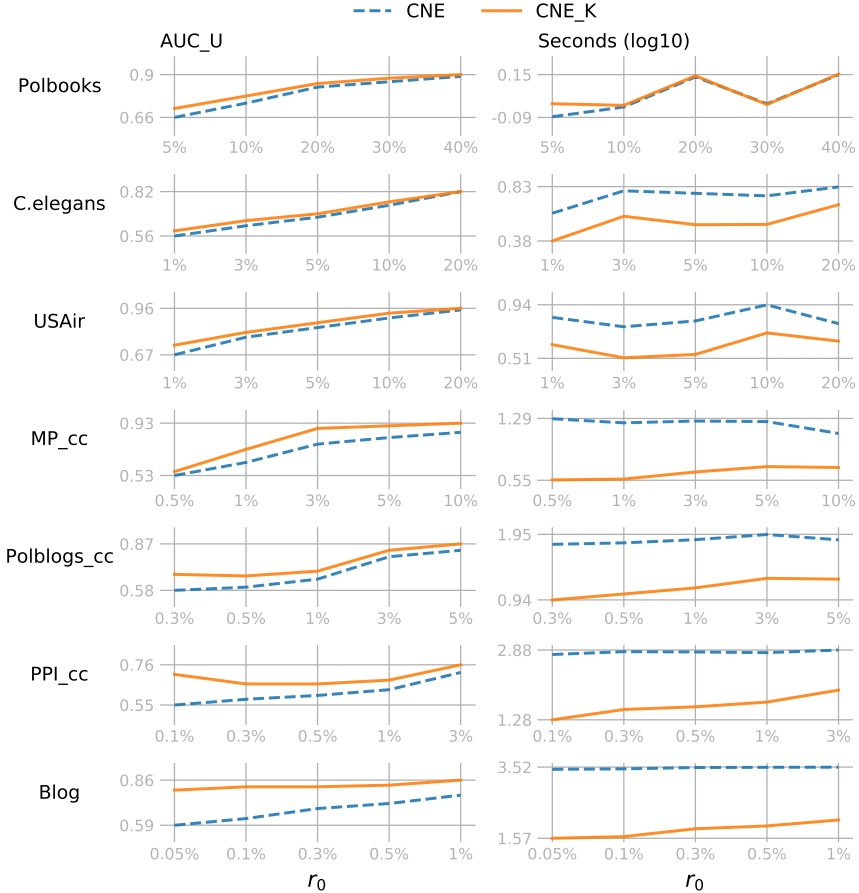 CNE CNE_K
AUC_U Seconds (log10)
Polbooks
0.9
0.66
5% 10% 20% 30% 40%
0.15
-0.09
5% 10% 20% 30% 40%
C.elegans
0.82
0.56
1% 3% 5% 10% 20%
0.83
0.38
1% 3% 5% 10% 20%
USAir
0.96
0.67
1% 3% 5% 10% 20%
0.94
0.51
1% 3% 5% 10% 20%
MP_cc
0.93
0.53
0.5% 1% 3% 5% 10%
1.29
0.55
0.5% 1% 3% 5% 10%
Polblogs_cc
0.87
0.58
0.3% 0.5% 1% 3% 5%
1.95
0.94
0.3% 0.5% 1% 3% 5%
PPI_cc
0.76
0.55
0.1% 0.3% 0.5% 1% 3%
2.88
1.28
0.1% 0.3% 0.5% 1% 3%
Blog
0.86
0.59
0.05% 0.1% 0.3% 0.5% 1%
3.52
1.57
0.05% 0.1% 0.3% 0.5% 1%
r₀ r₀